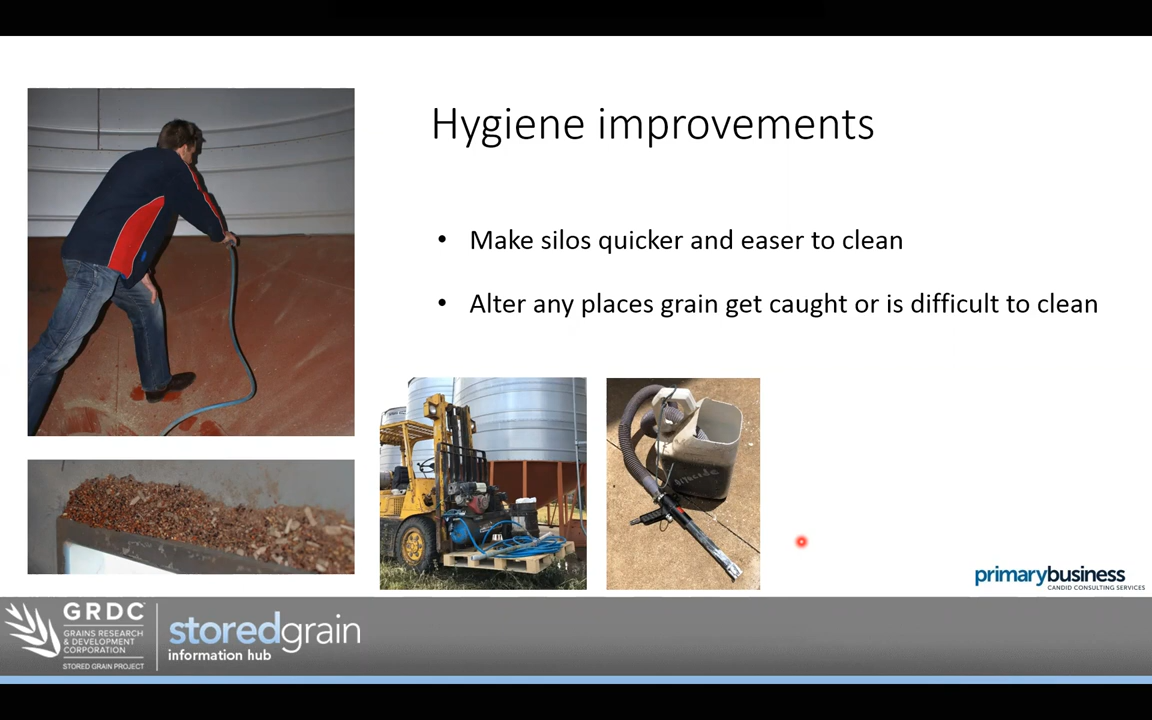 Hygiene improvements
• Make silos quicker and easer to clean
• Alter any places grain get caught or is difficult to clean
primarybusiness
CANDID CONSULTING SERVICES
GRDC
GRAINS RESEARCH
& DEVELOPMENT
CORPORATION
STORED GRAIN PROJECT
storedgrain
information hub